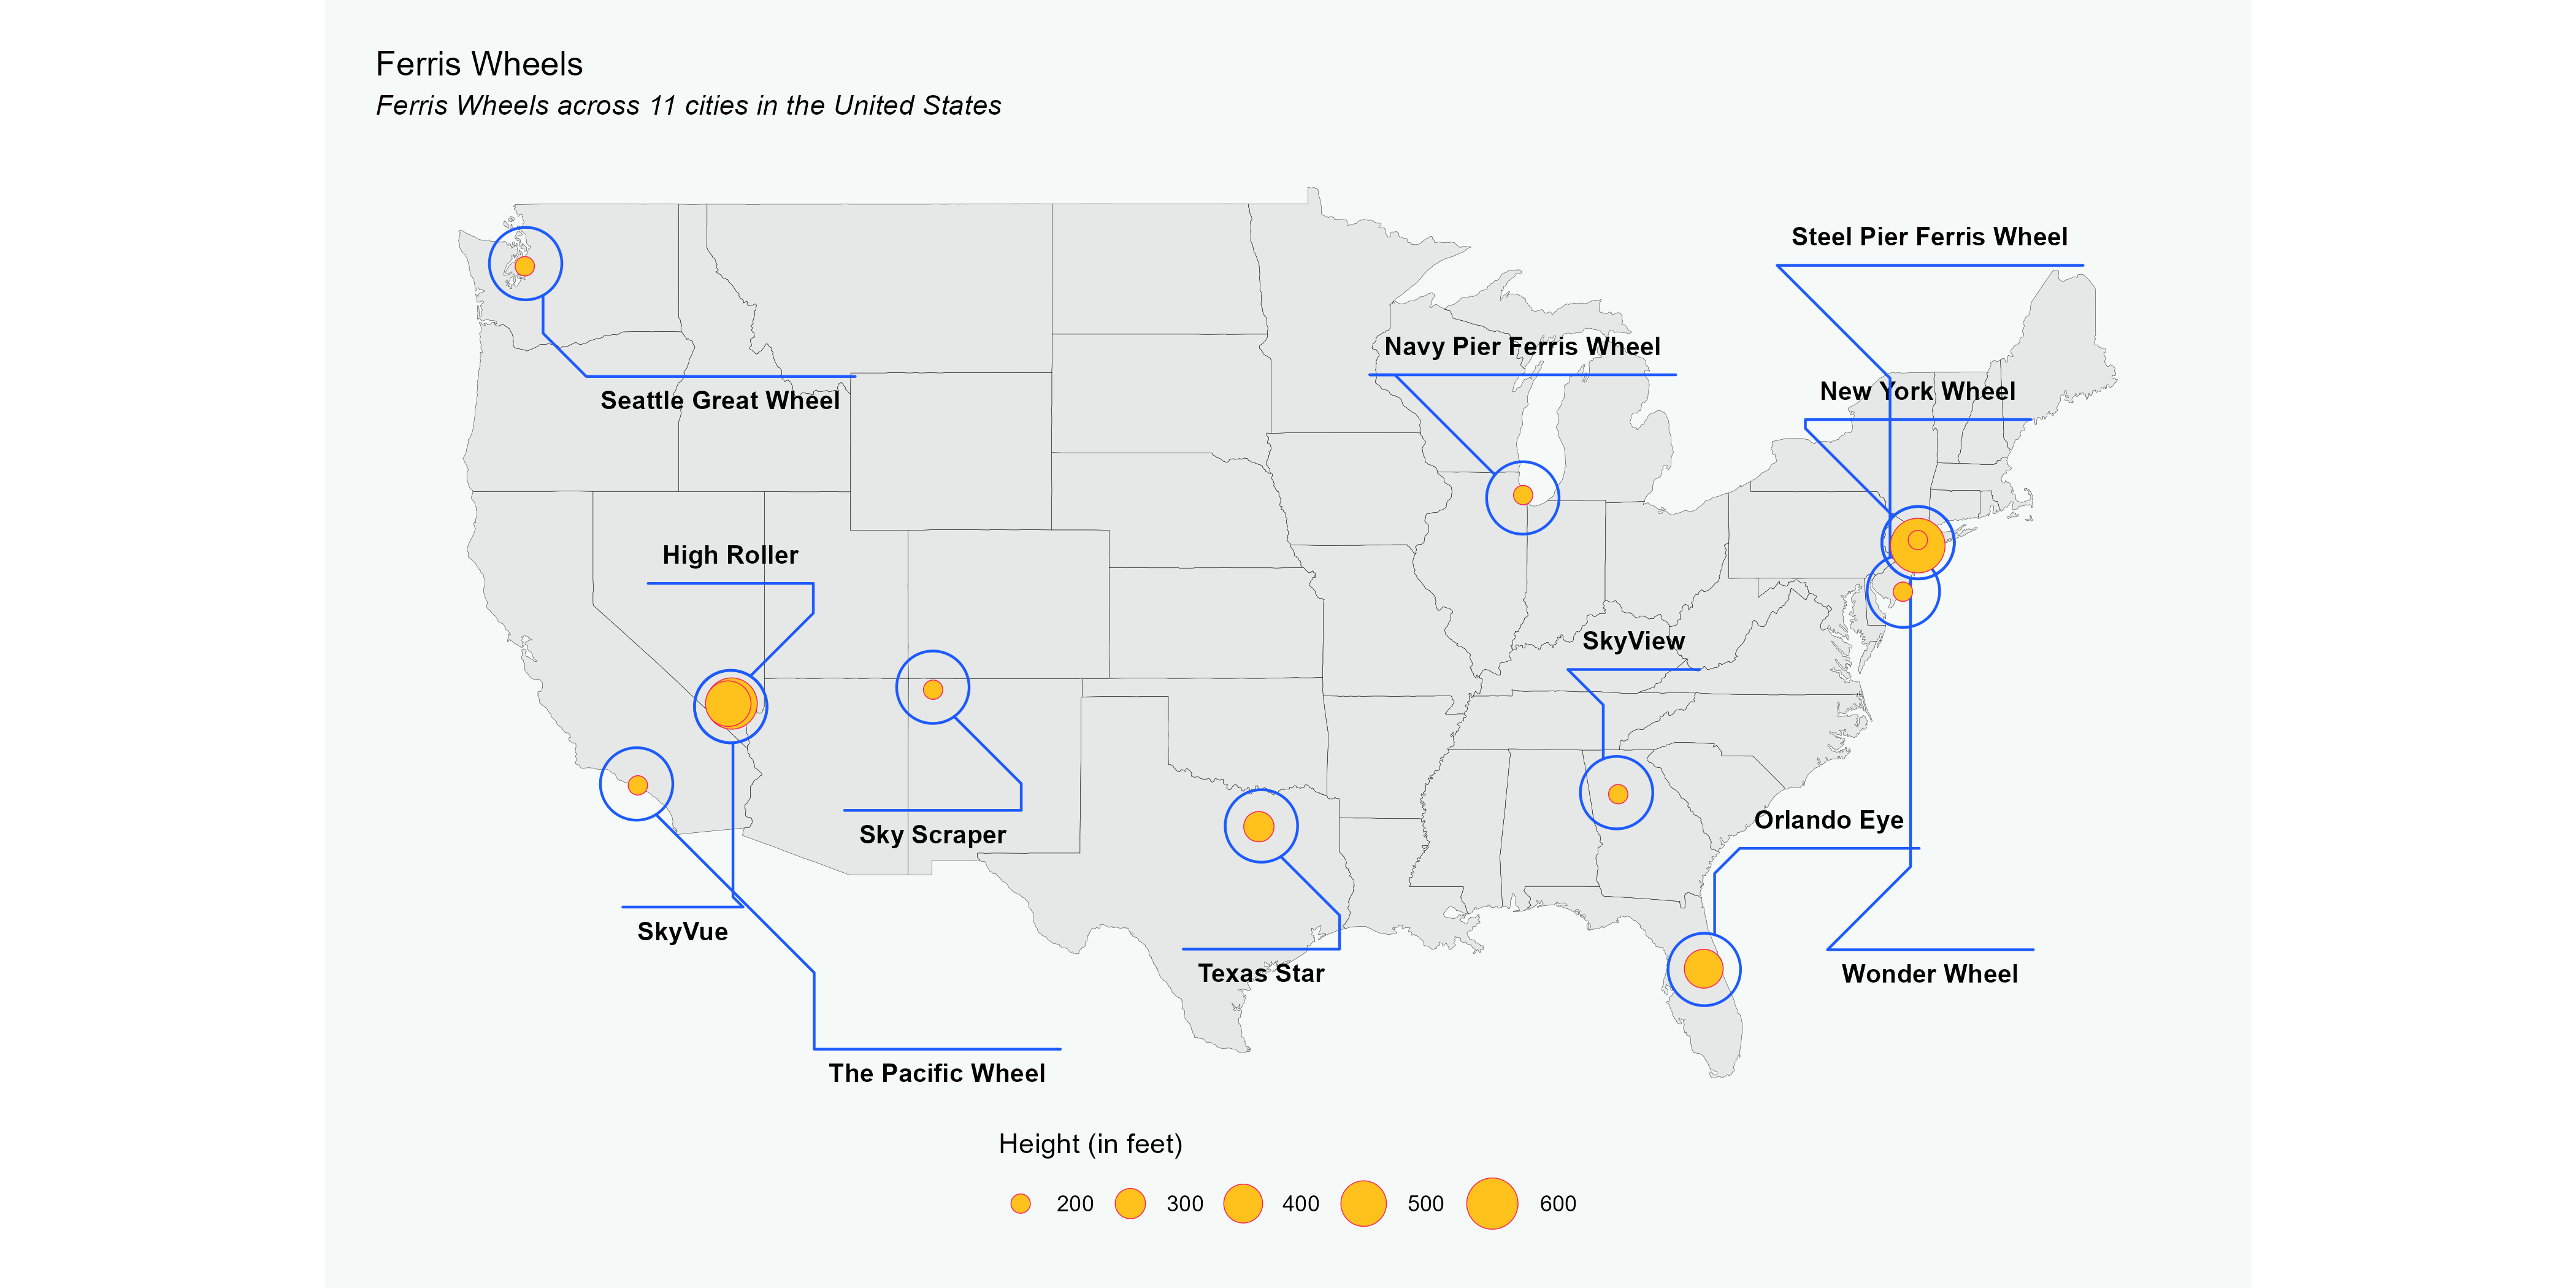 Ferris Wheels
Ferris Wheels across 11 cities in the United States
Steel Pier Ferris Wheel
Navy Pier Ferris Wheel
New York Wheel
Seattle Great Wheel
High Roller
SkyView
Orlando Eye
Sky Scraper
SkyVue
Texas Star
Wonder Wheel
The Pacific Wheel
Height (in feet)
200 300 400 500 600